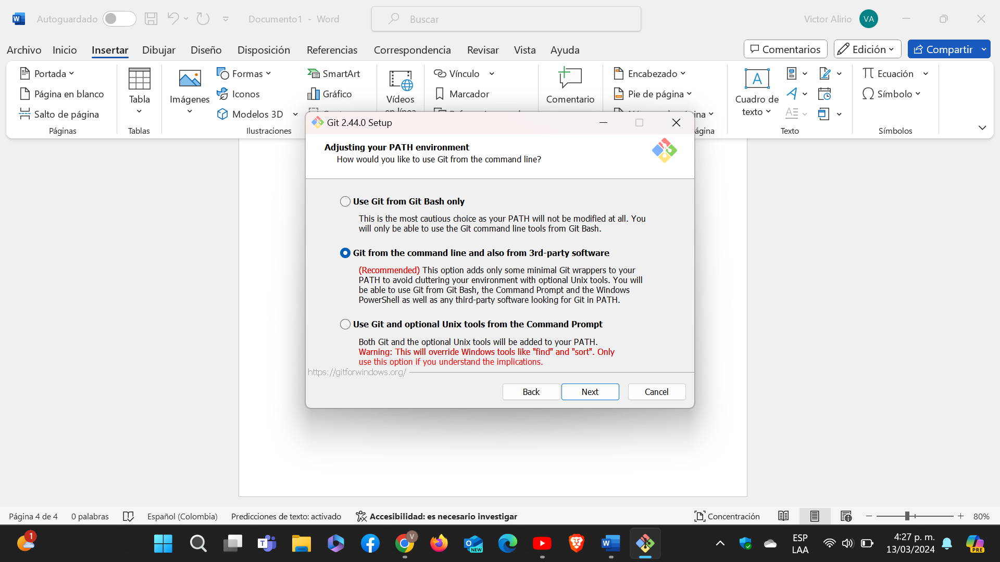 Autoguardado
Documento1 - Word
Buscar
Victor Alirio
VA
Archivo Inicio Insertar Dibujar Diseño Disposición Referencias Correspondencia Revisar Vista Ayuda
Comentarios
Edición
Compartir
Portada
Página en blanco
Salto de página
Páginas
Tabla
Tablas
Imágenes
Formas
Iconos
Modelos 3D
SmartArt
Gráfico
Ilustraciones
Vídeos
Vínculo
Marcador
Comentario
Encabezado
Pie de página
Cuadro de
texto
Texto
Ecuación
Símbolo
Símbolos
Git 2.44.0 Setup
Adjusting your PATH environment
How would you like to use Git from the command line?
Use Git from Git Bash only
This is the most cautious choice as your PATH will not be modified at all. You
will only be able to use the Git command line tools from Git Bash.
Git from the command line and also from 3rd-party software
(Recommended) This option adds only some minimal Git wrappers to your
PATH to avoid cluttering your environment with optional Unix tools. You will
be able to use Git from Git Bash, the Command Prompt and the Windows
PowerShell as well as any third-party software looking for Git in PATH.
Use Git and optional Unix tools from the Command Prompt
Both Git and the optional Unix tools will be added to your PATH.
Warning: This will override Windows tools like "find" and "sort". Only
use this option if you understand the implications.
https://gitforwindows.org/
Back
Next
Cancel
Página 4 de 4
0 palabras
Español (Colombia)
Predicciones de texto: activado
Accesibilidad: es necesario investigar
Concentración
80%
1
V
NEW
ESP
LAA
4:27 p. m.
13/03/2024
PRE